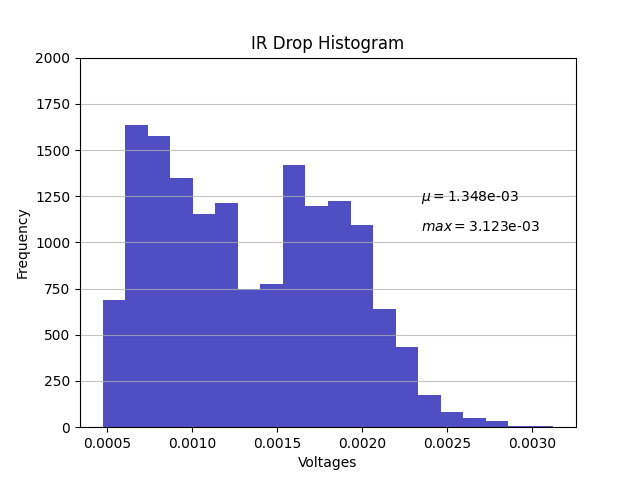 IR Drop Histogram
2000
1750
1500
1250
1000
750
500
250
0
Frequency
μ = 1.348e-03
max = 3.123e-03
0.0005 0.0010 0.0015 0.0020 0.0025 0.0030
Voltages